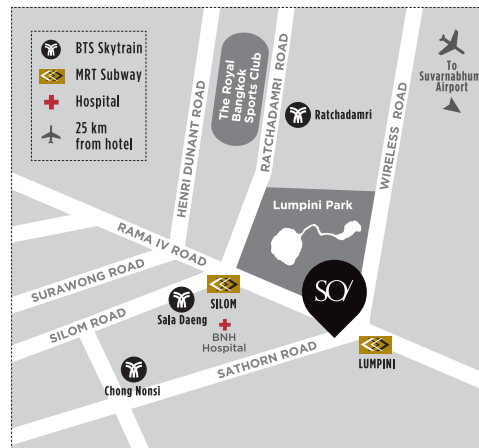 BTS Skytrain
MRT Subway
Hospital
25 km
from hotel
The Royal
Bangkok
Sports Club
HENRI DUNANT ROAD
RATCHADAMRI ROAD
WIRELESS ROAD
To
Suvarnabhumi
Airport
Ratchadamri
Lumpini Park
RAMA IV ROAD
SURAWONG ROAD
SILOM ROAD
SILOM
Sala Daeng
BNH
Hospital
SO/
SATHORN ROAD
LUMPINI
Chong Nonsi